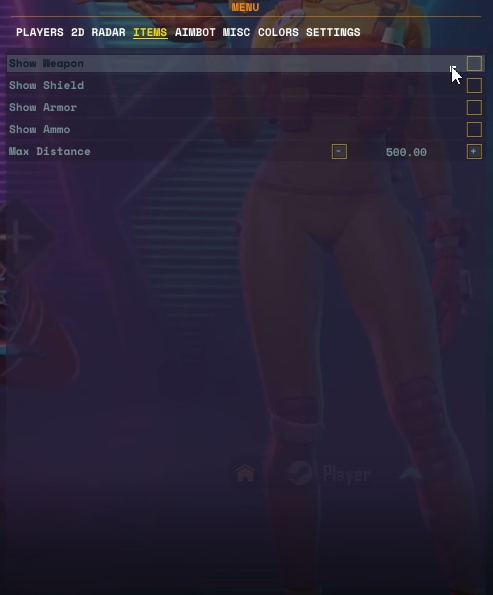 MENU
PLAYERS 2D RADAR ITEMS AIMBOT MISC COLORS SETTINGS
Show Weapon
Show Shield
Show Armor
Show Ammo
Max Distance - 500.00 +
Player